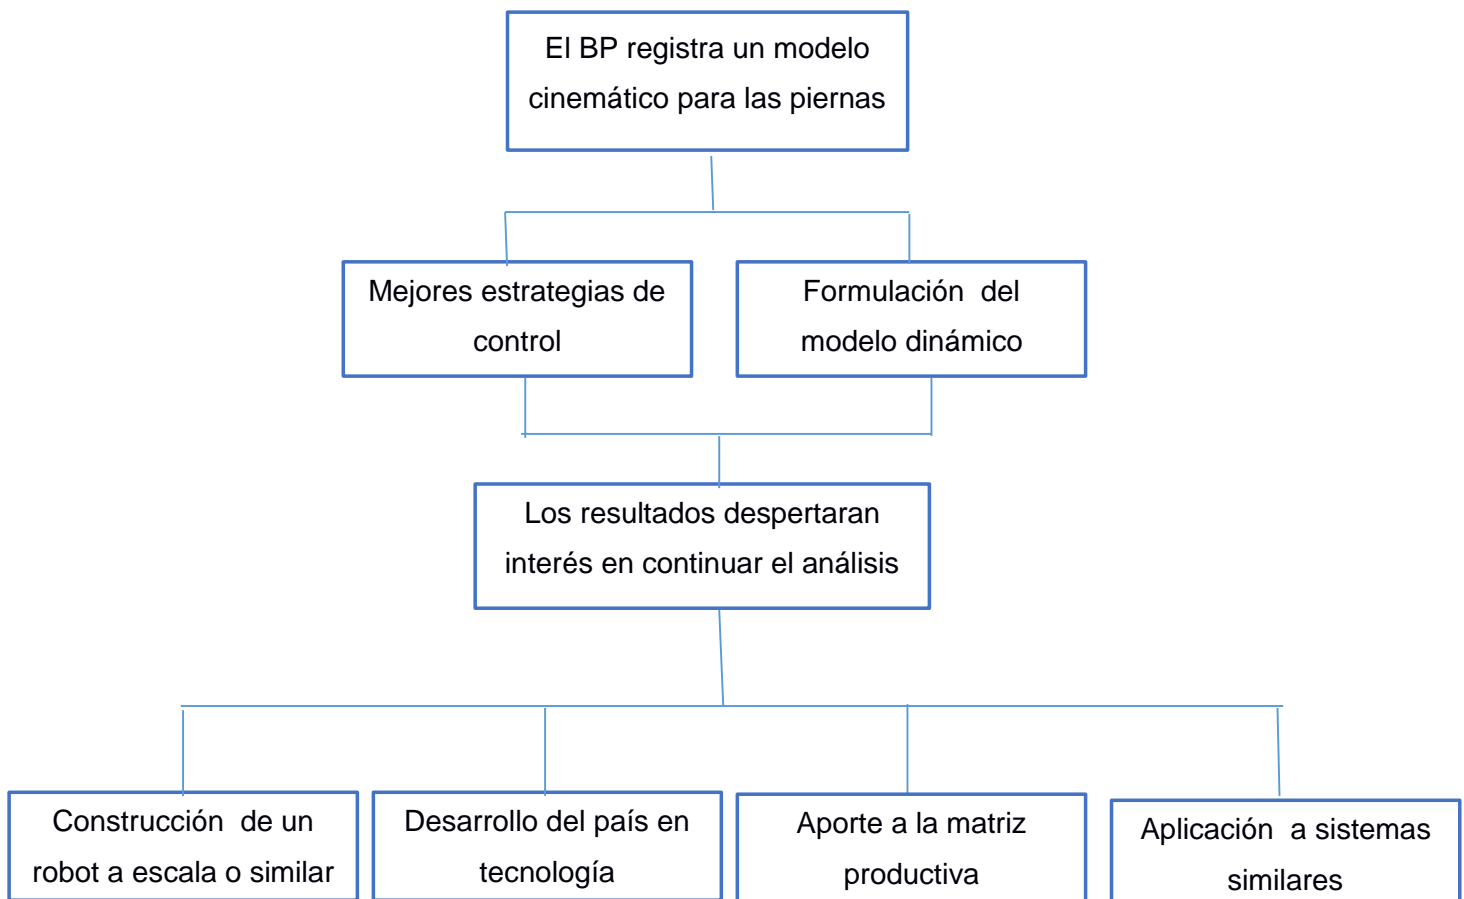 El BP registra un modelo
cinemático para las piernas
Mejores estrategias de
control
Formulación  del
modelo dinámico
Los resultados despertaran
interés en continuar el análisis
Construcción  de un
robot a escala o similar
Desarrollo del país en
tecnología
Aporte a la matriz
productiva
Aplicación  a sistemas
similares